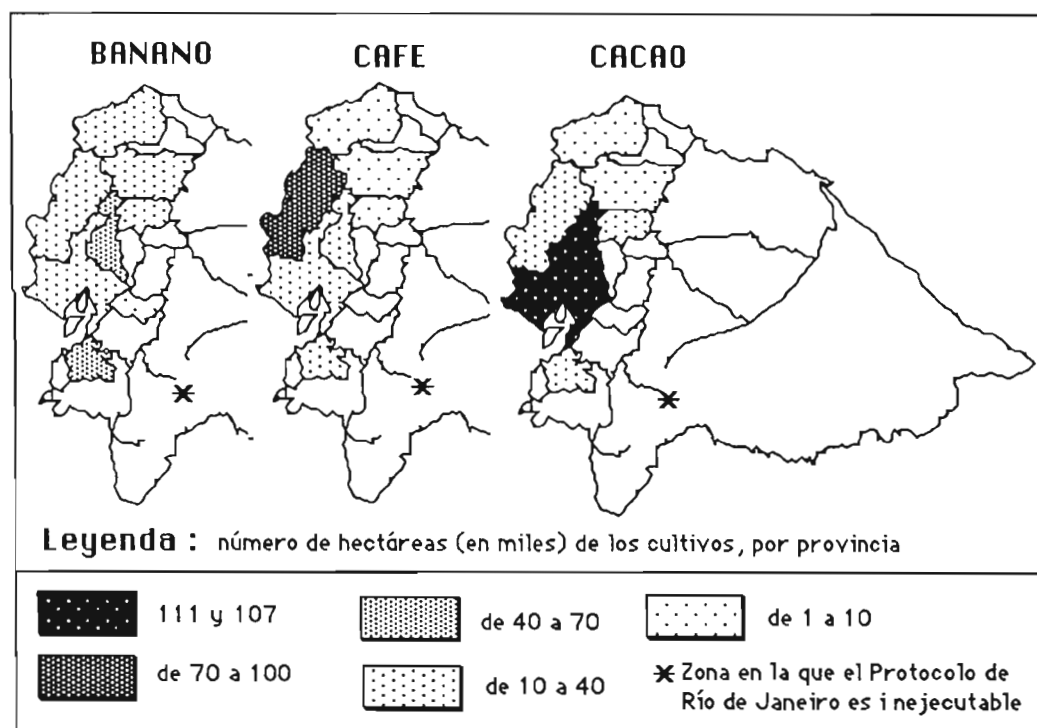 BANANO CAFE CACAO
Leyenda : número de hectáreas (en miles) de los cultivos, por provincia
111 y 107
de 70 a 100
de 40 a 70
de 10 a 40
de 1 a 10
Zona en la que el Protocolo de
Río de Janeiro es inejecutable